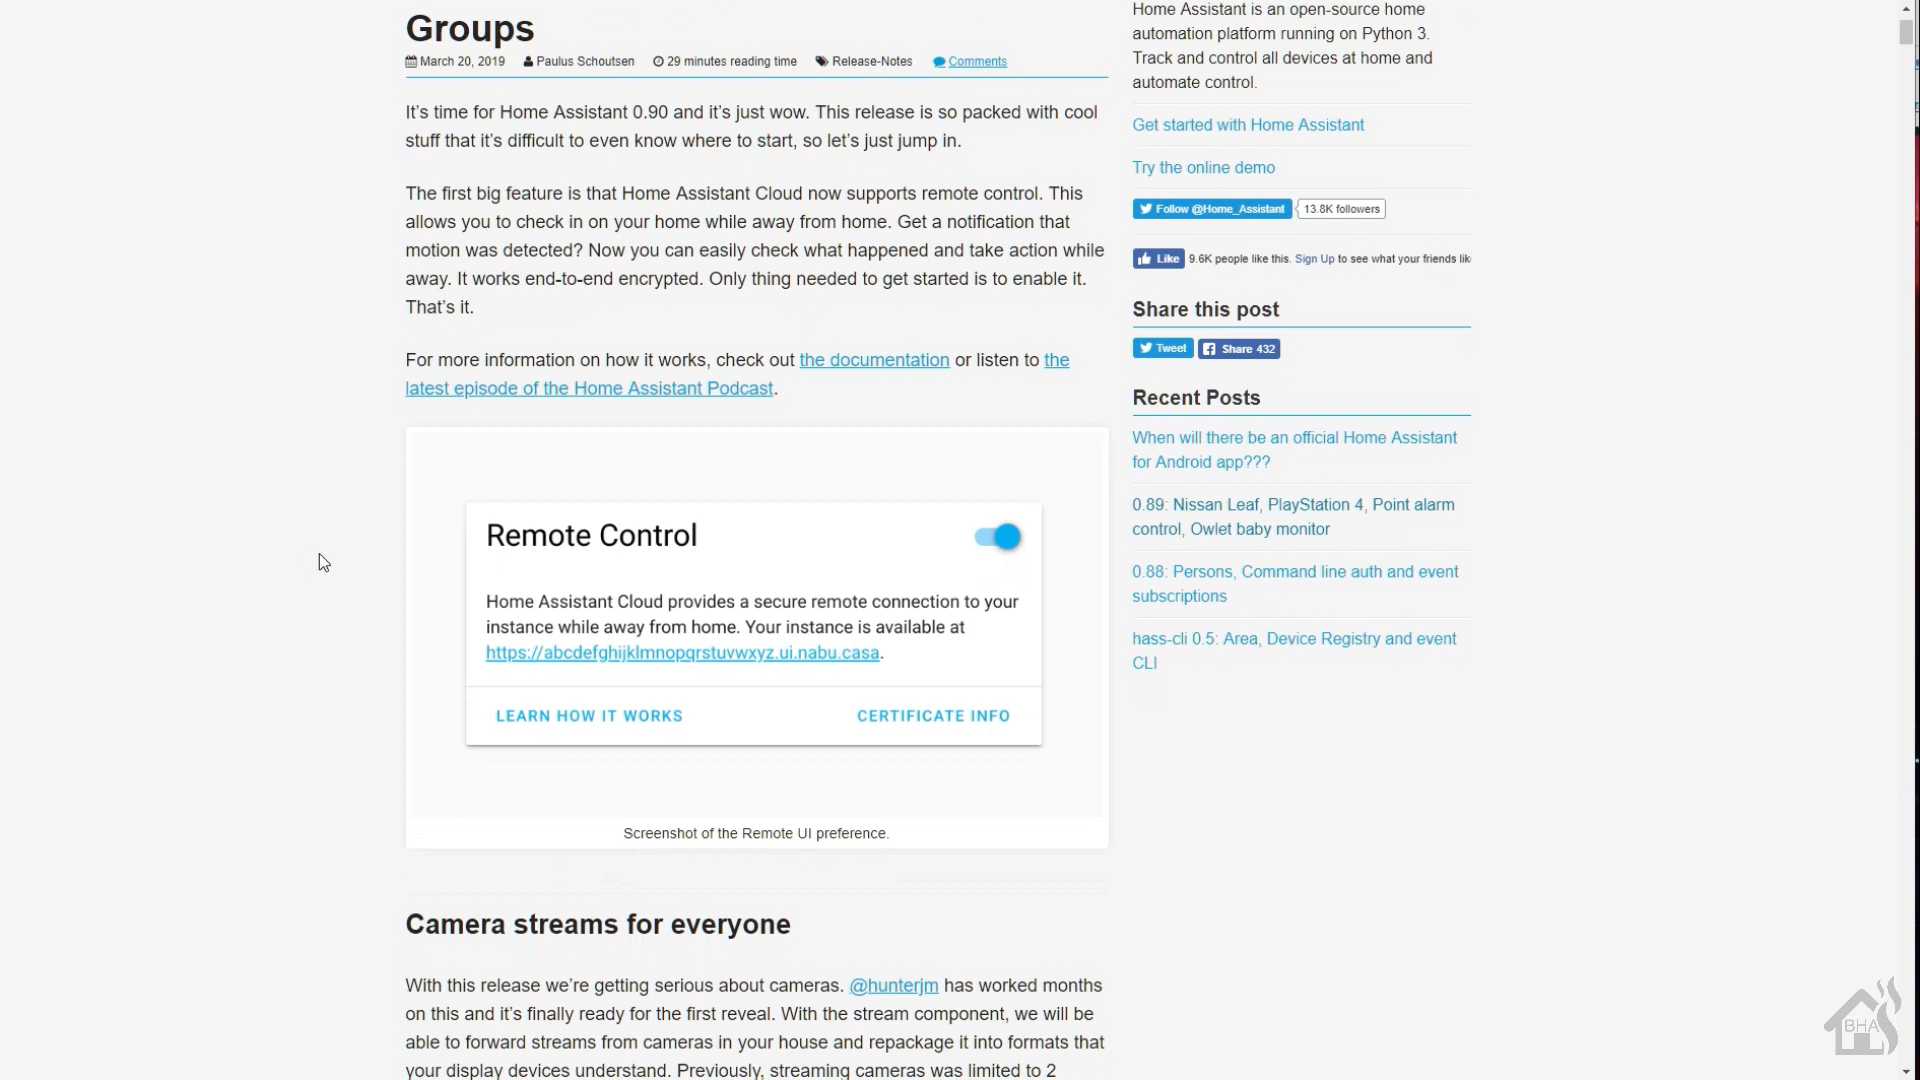 Groups
March 20, 2019 Paulus Schoutsen 29 minutes reading time Release-Notes Comments
It’s time for Home Assistant 0.90 and it’s just wow. This release is so packed with cool
stuff that it’s difficult to even know where to start, so let’s just jump in.
The first big feature is that Home Assistant Cloud now supports remote control. This
allows you to check in on your home while away from home. Get a notification that
motion was detected? Now you can easily check what happened and take action while
away. It works end-to-end encrypted. Only thing needed to get started is to enable it.
That’s it.
For more information on how it works, check out the documentation or listen to the
latest episode of the Home Assistant Podcast.
Remote Control
Home Assistant Cloud provides a secure remote connection to your
instance while away from home. Your instance is available at
https://abcdefghijklmnopqrstuvwxyz.ui.nabu.casa.
LEARN HOW IT WORKS CERTIFICATE INFO
Screenshot of the Remote UI preference.
Camera streams for everyone
With this release we’re getting serious about cameras. @hunterjm has worked months
on this and it’s finally ready for the first reveal. With the stream component, we will be
able to forward streams from cameras in your house and repackage it into formats that
your display devices understand. Previously, streaming cameras was limited to 2
Home Assistant is an open-source home
automation platform running on Python 3.
Track and control all devices at home and
automate control.
Get started with Home Assistant
Try the online demo
Follow @Home_Assistant 13.8K followers
Like 9.6K people like this. Sign Up to see what your friends lik
Share this post
Tweet Share 432
Recent Posts
When will there be an official Home Assistant
for Android app???
0.89: Nissan Leaf, PlayStation 4, Point alarm
control, Owlet baby monitor
0.88: Persons, Command line auth and event
subscriptions
hass-cli 0.5: Area, Device Registry and event
CLI
BHA